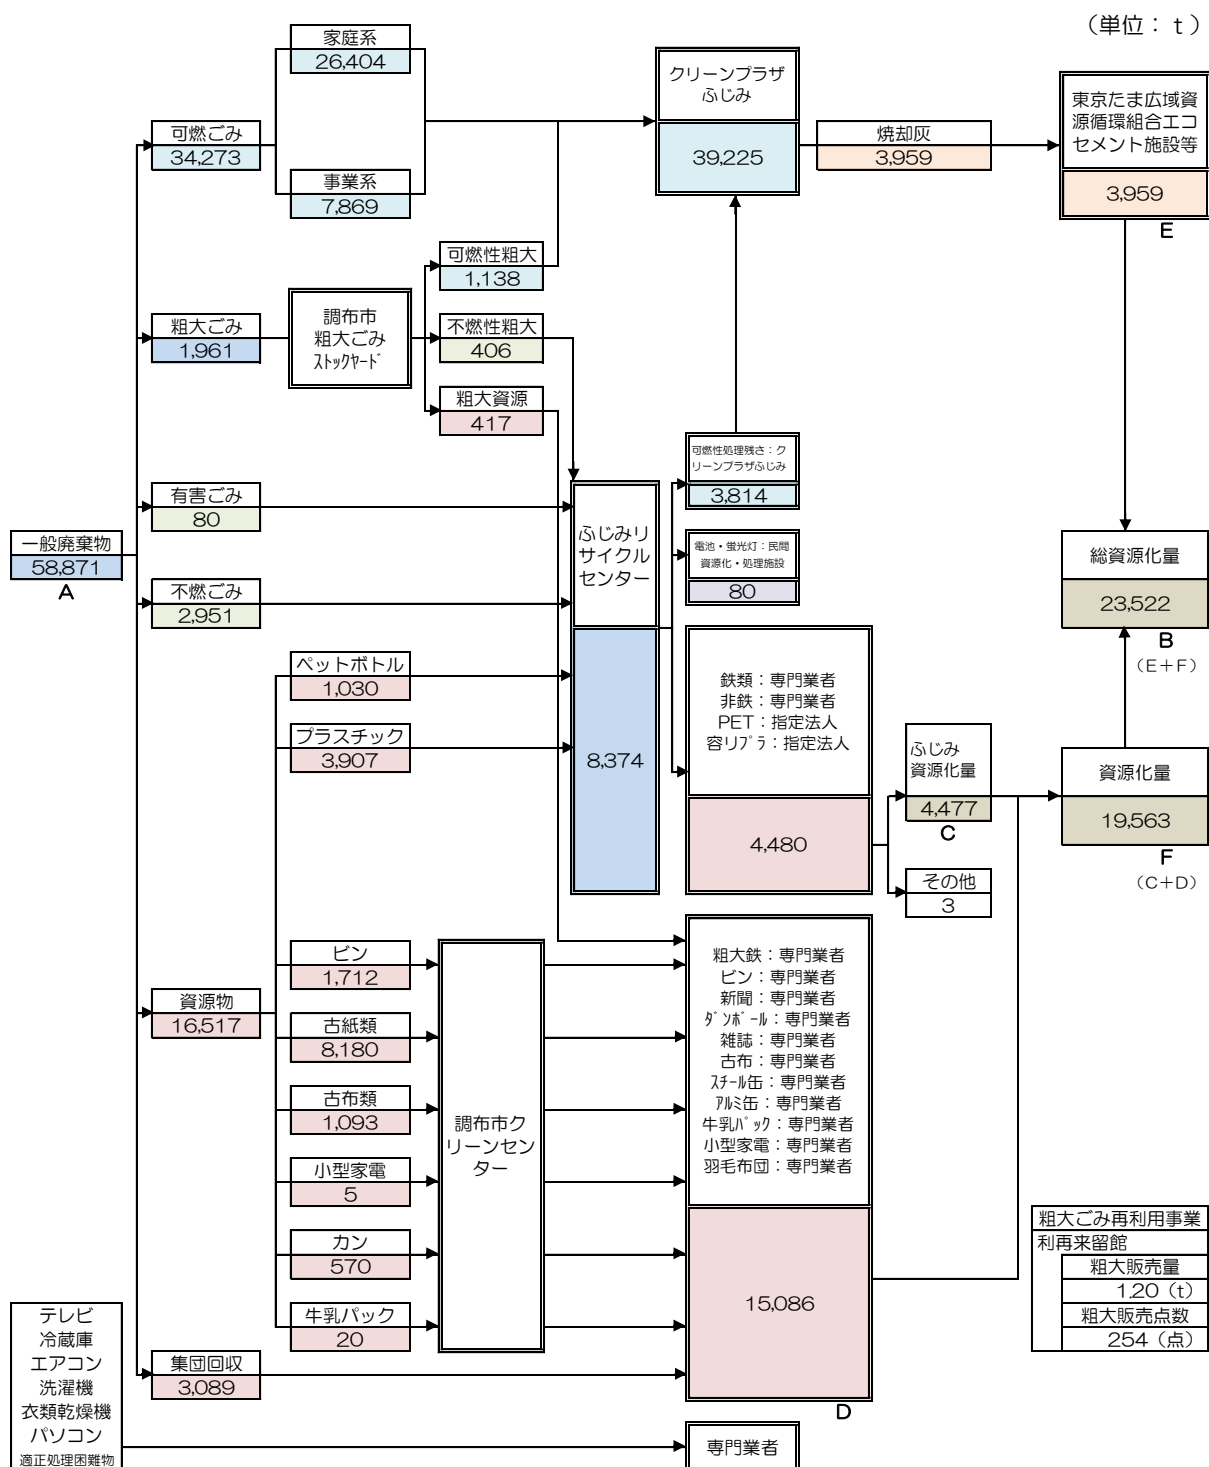 （単位：ｔ）
家庭系
26,404
クリーンプラザ
ふじみ
39,225
東京たま広域資
源循環組合エコ
セメント施設等
3,959
E
可燃ごみ
34,273
焼却灰
3,959
事業系
7,869
可燃性粗大
1,138
粗大ごみ
1,961
調布市
粗大ごみ
ｽﾄｯｸﾔｰﾄﾞ
不燃性粗大
406
粗大資源
417
可燃性処理残さ：ク
リーンプラザふじみ
3,814
有害ごみ
80
ふじみリ
サイクル
センター
8,374
一般廃棄物
58,871
A
電池・蛍光灯：民間
資源化・処理施設
80
総資源化量
23,522
B
（E＋F）
不燃ごみ
2,951
ペットボトル
1,030
鉄類：専門業者
非鉄：専門業者
PET：指定法人
容リﾌﾟﾗ：指定法人
4,480
プラスチック
3,907
ふじみ
資源化量
4,477
C
資源化量
19,563
F
（C＋D）
その他
3
ビン
1,712
粗大鉄：専門業者
ビン：専門業者
新聞：専門業者
ﾀﾞﾝﾎﾞｰﾙ：専門業者
雑誌：専門業者
古布：専門業者
ｽﾁｰﾙ缶：専門業者
ｱﾙﾐ缶：専門業者
牛乳ﾊﾟｯｸ：専門業者
小型家電：専門業者
羽毛布団：専門業者
15,086
D
資源物
16,517
古紙類
8,180
古布類
1,093
調布市ク
リーンセン
ター
小型家電
5
カン
570
牛乳パック
20
粗大ごみ再利用事業
利再来留館
粗大販売量
1.20（t）
粗大販売点数
254（点）
集団回収
3,089
テレビ
冷蔵庫
エアコン
洗濯機
衣類乾燥機
パソコン
適正処理困難物
専門業者